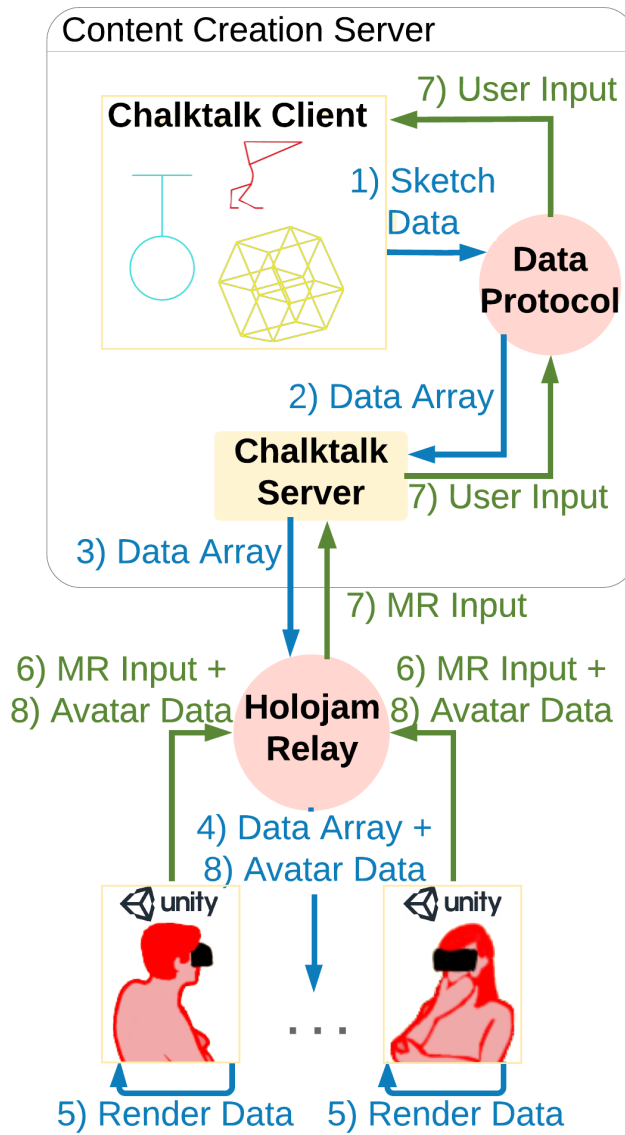 Content Creation Server
7) User Input
Chalktalk Client
1) Sketch
Data
Data
Protocol
2) Data Array
Chalktalk
Server
7) User Input
3) Data Array
7) MR Input
6) MR Input +
8) Avatar Data
6) MR Input +
8) Avatar Data
Holojam
Relay
4) Data Array +
8) Avatar Data
unity
unity
...
5) Render Data
5) Render Data